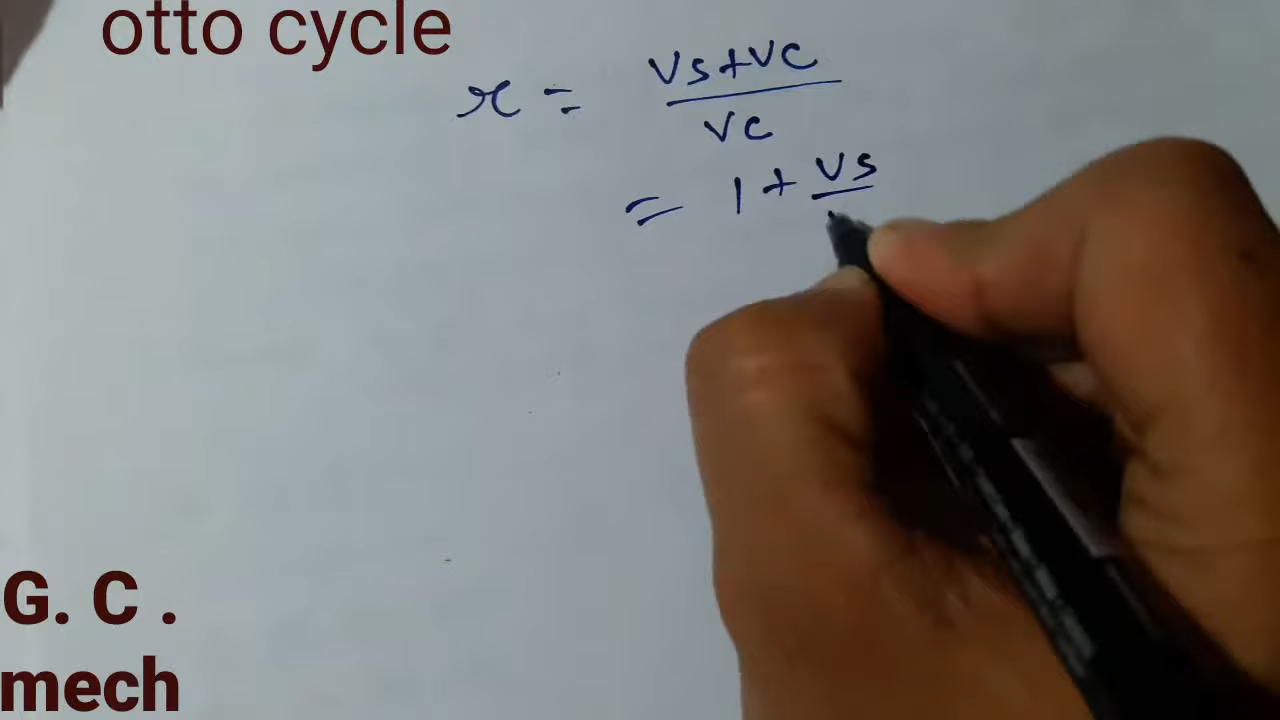 otto cycle
r = Vs+Vc
Vc
= 1 + Vs
G. C .
mech